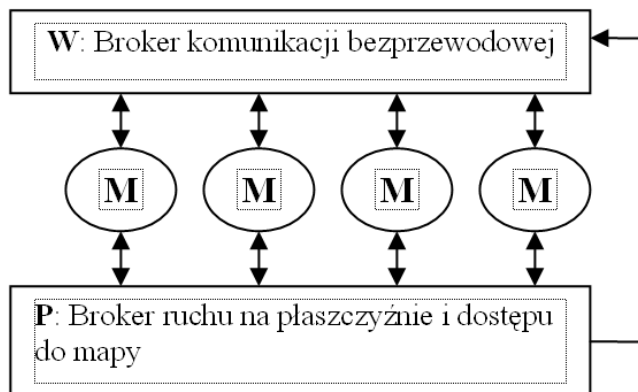 W: Broker komunikacji bezprzewodowej
M
M
M
M
P: Broker ruchu na płaszczyźnie i dostępu
do mapy